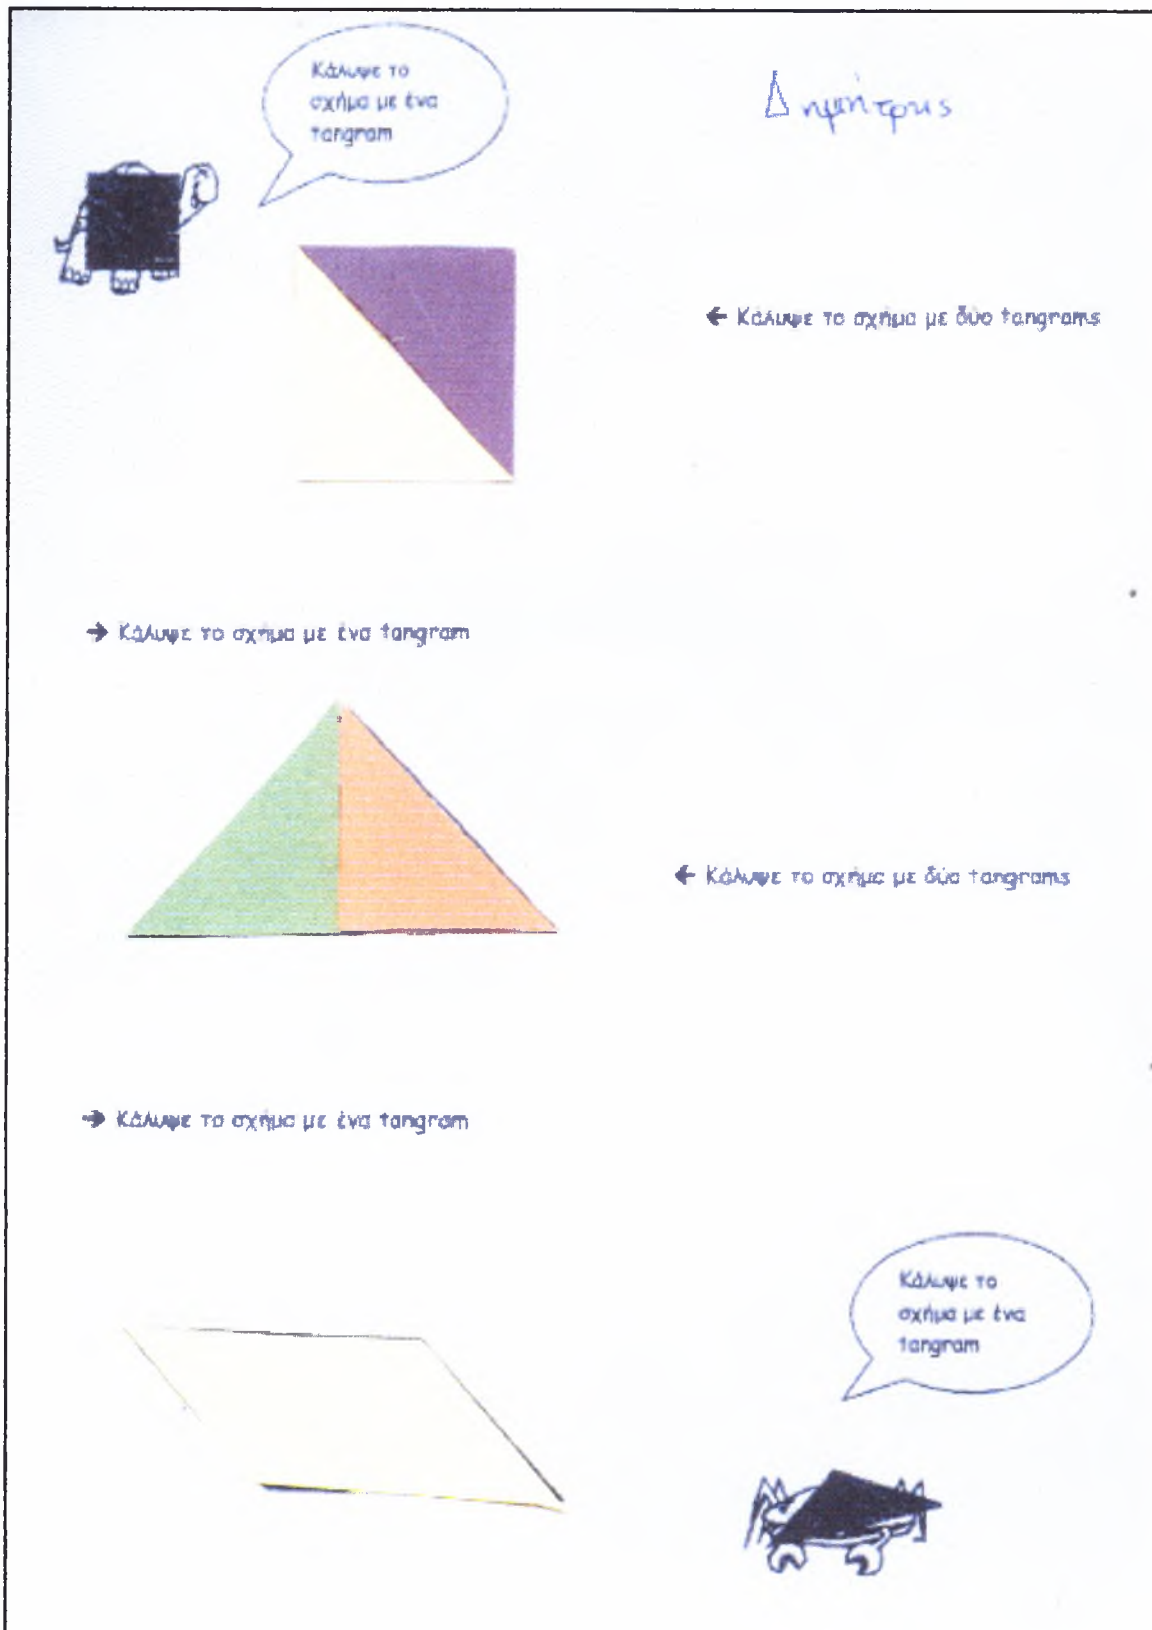 Κάλυψε το
σχήμα με ένα
tangram
Δημήτρης
← Κάλυψε το σχήμα με δύο tangrams
→ Κάλυψε το σχήμα με ένα tangram
← Κάλυψε το σχήμα με δύο tangrams
→ Κάλυψε το σχήμα με ένα tangram
Κάλυψε το
σχήμα με ένα
tangram